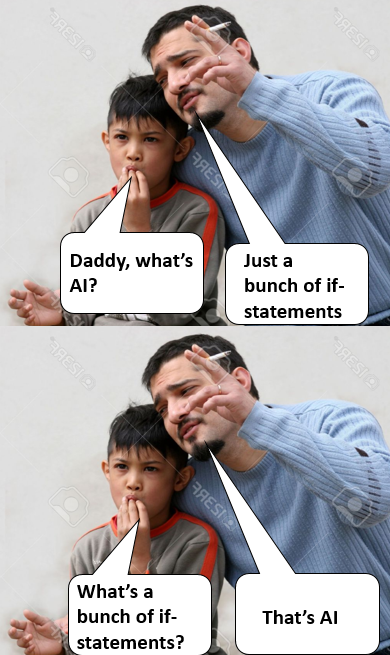 Daddy, what's
AI?
Just a
bunch of if-
statements
What's a
bunch of if-
statements?
That's AI